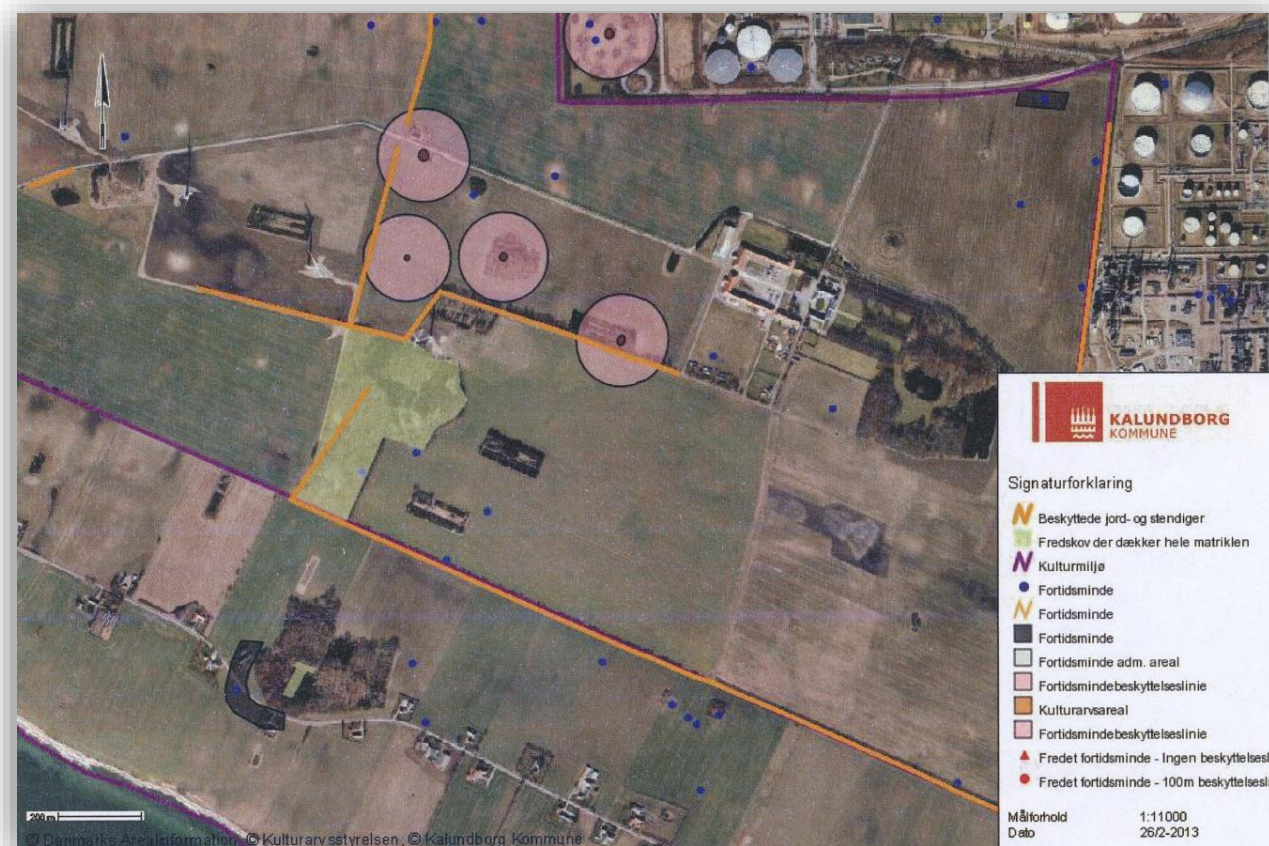 KALUNDBORG
KOMMUNE
Signaturforklaring
Beskyttede jord- og stendiger
Fredskov der dækker hele matriklen
Kulturmiljø
Fortidsminde
Fortidsminde
Fortidsminde
Fortidsminde adm. areal
Fortidsmindebeskyttelseslinie
Kulturarvsareal
Fortidsmindebeskyttelseslinie
Fredet fortidsminde - Ingen beskyttelsesl
Fredet fortidsminde - 100m beskyttelsesli
Målforhold 1:11000
Dato 26/2-2013
200 m
© Danmarks Arealinformation, © Kulturarvsstyrelsen, © Kalundborg Kommune